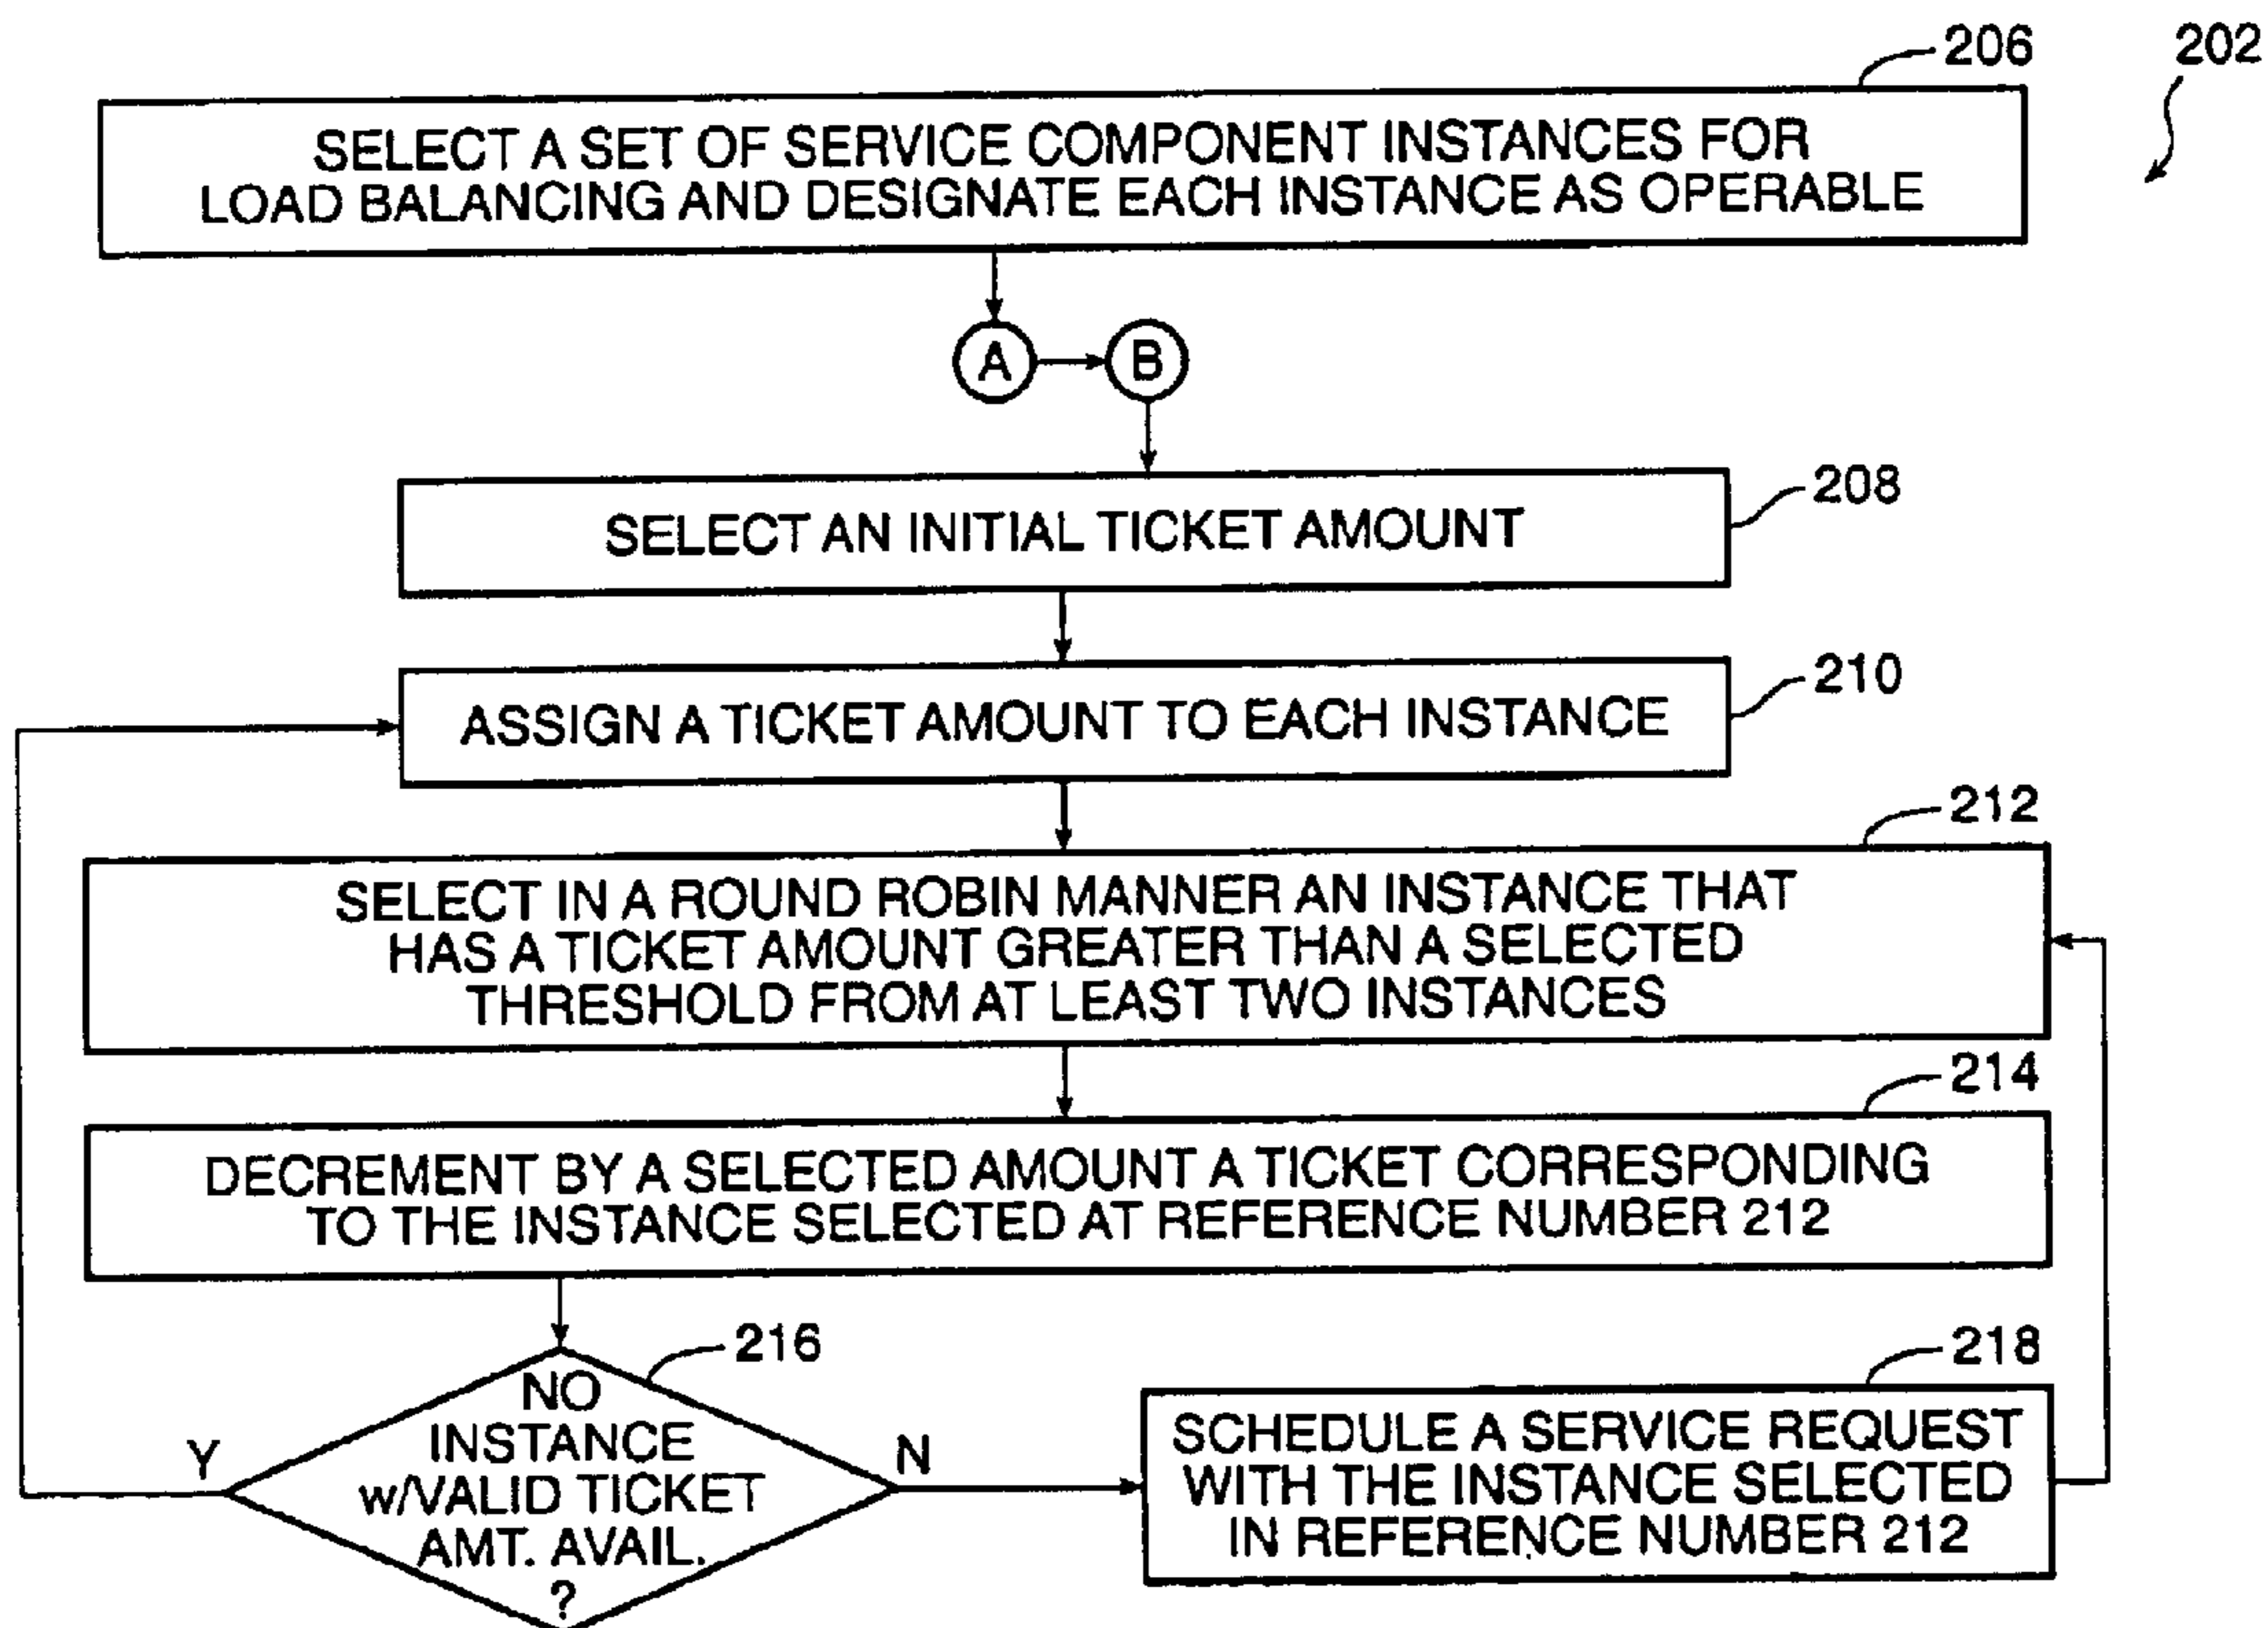 206
202
SELECT A SET OF SERVICE COMPONENT INSTANCES FOR
LOAD BALANCING AND DESIGNATE EACH INSTANCE AS OPERABLE
A
B
208
SELECT AN INITIAL TICKET AMOUNT
210
ASSIGN A TICKET AMOUNT TO EACH INSTANCE
212
SELECT IN A ROUND ROBIN MANNER AN INSTANCE THAT
HAS A TICKET AMOUNT GREATER THAN A SELECTED
THRESHOLD FROM AT LEAST TWO INSTANCES
214
DECREMENT BY A SELECTED AMOUNT A TICKET CORRESPONDING
TO THE INSTANCE SELECTED AT REFERENCE NUMBER 212
216
NO
INSTANCE
w/VALID TICKET
AMT. AVAIL.
?
Y
N
218
SCHEDULE A SERVICE REQUEST
WITH THE INSTANCE SELECTED
IN REFERENCE NUMBER 212